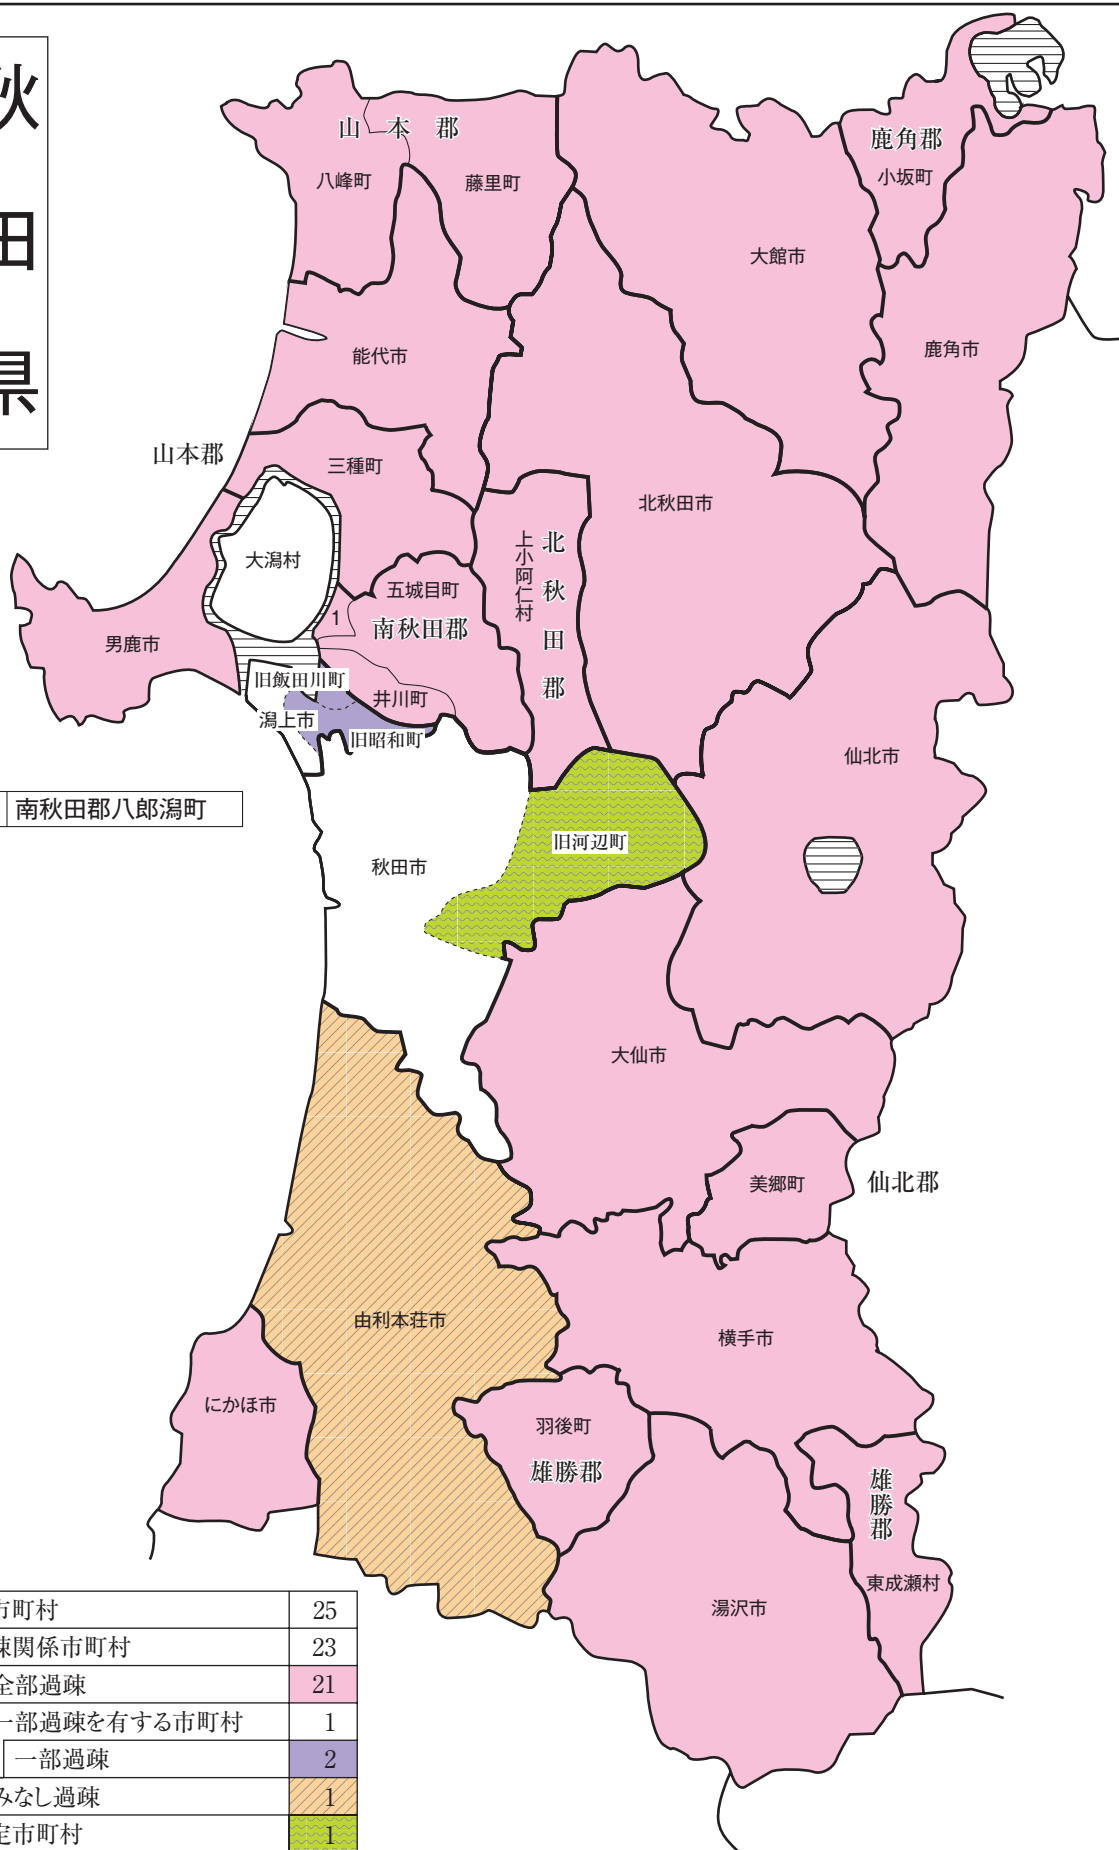 秋田県
山本郡
八峰町
藤里町
鹿角郡
小坂町
大館市
能代市
鹿角市
山本郡
三種町
北秋田市
大潟村
上小阿仁村
北秋田郡
五城目町
1
南秋田郡
男鹿市
旧飯田川町
井川町
潟上市
旧昭和町
仙北市
南秋田郡八郎潟町
旧河辺町
秋田市
大仙市
美郷町
仙北郡
由利本荘市
横手市
にかほ市
羽後町
雄勝郡
雄勝郡
東成瀬村
湯沢市
市町村 25
疎関係市町村 23
全部過疎 21
一部過疎を有する市町村 1
一部過疎 2
みなし過疎 1
定市町村 1